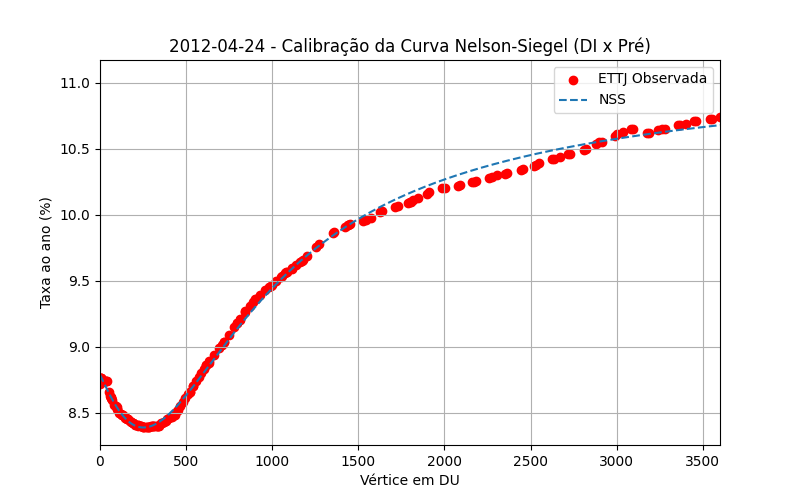 2012-04-24 - Calibração da Curva Nelson-Siegel (DI x Pré)
ETTJ Observada
NSS
Taxa ao ano (%)
11.0
10.5
10.0
9.5
9.0
8.5
0 500 1000 1500 2000 2500 3000 3500
Vértice em DU